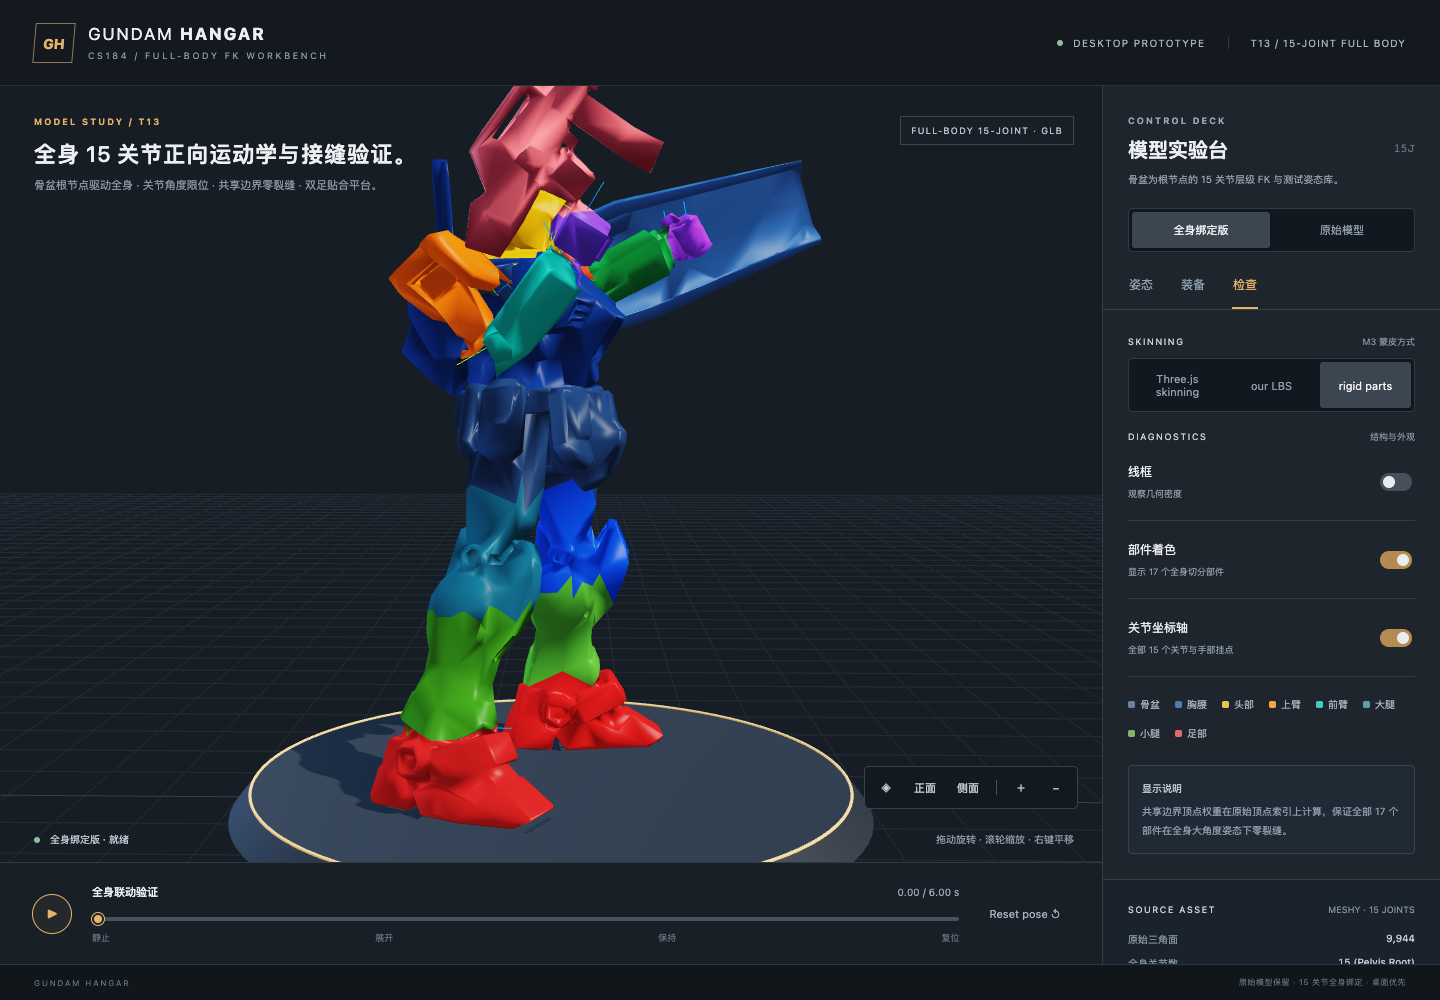 GH
GUNDAM HANGAR
CS184 / FULL-BODY FK WORKBENCH
DESKTOP PROTOTYPE
T13 / 15-JOINT FULL BODY
MODEL STUDY / T13
全身 15 关节正向运动学与接缝验证。
骨盆根节点驱动全身 · 关节角度限位 · 共享边界零裂缝 · 双足贴合平台。
FULL-BODY 15-JOINT · GLB
正面 侧面 + −
全身绑定版 · 就绪
拖动旋转 · 滚轮缩放 · 右键平移
全身联动验证
0.00 / 6.00 s
静止 展开 保持 复位
Reset pose
CONTROL DECK
模型实验台
15J
骨盆为根节点的 15 关节层级 FK 与测试姿态库。
全身绑定版 原始模型
姿态 装备 检查
SKINNING
M3 蒙皮方式
Three.js
skinning
our LBS
rigid parts
DIAGNOSTICS
结构与外观
线框
观察几何密度
部件着色
显示 17 个全身切分部件
关节坐标轴
全部 15 个关节与手部挂点
骨盆 胸腰 头部 上臂 前臂 大腿
小腿 足部
显示说明
共享边界顶点权重在原始顶点索引上计算，保证全部 17 个
部件在全身大角度姿态下零裂缝。
SOURCE ASSET
MESHY · 15 JOINTS
原始三角面
9,944
全身关节数
15 (Pelvis Root)
GUNDAM HANGAR
原始模型保留 · 15 关节全身绑定 · 桌面优先